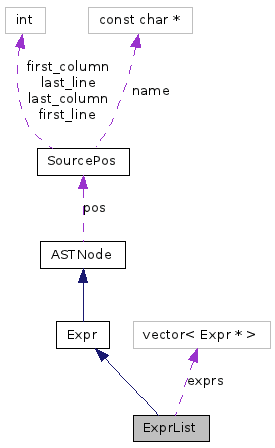 int
const char *
first_column
last_line
last_column
first_line
name
SourcePos
pos
ASTNode
Expr
vector< Expr * >
exprs
ExprList